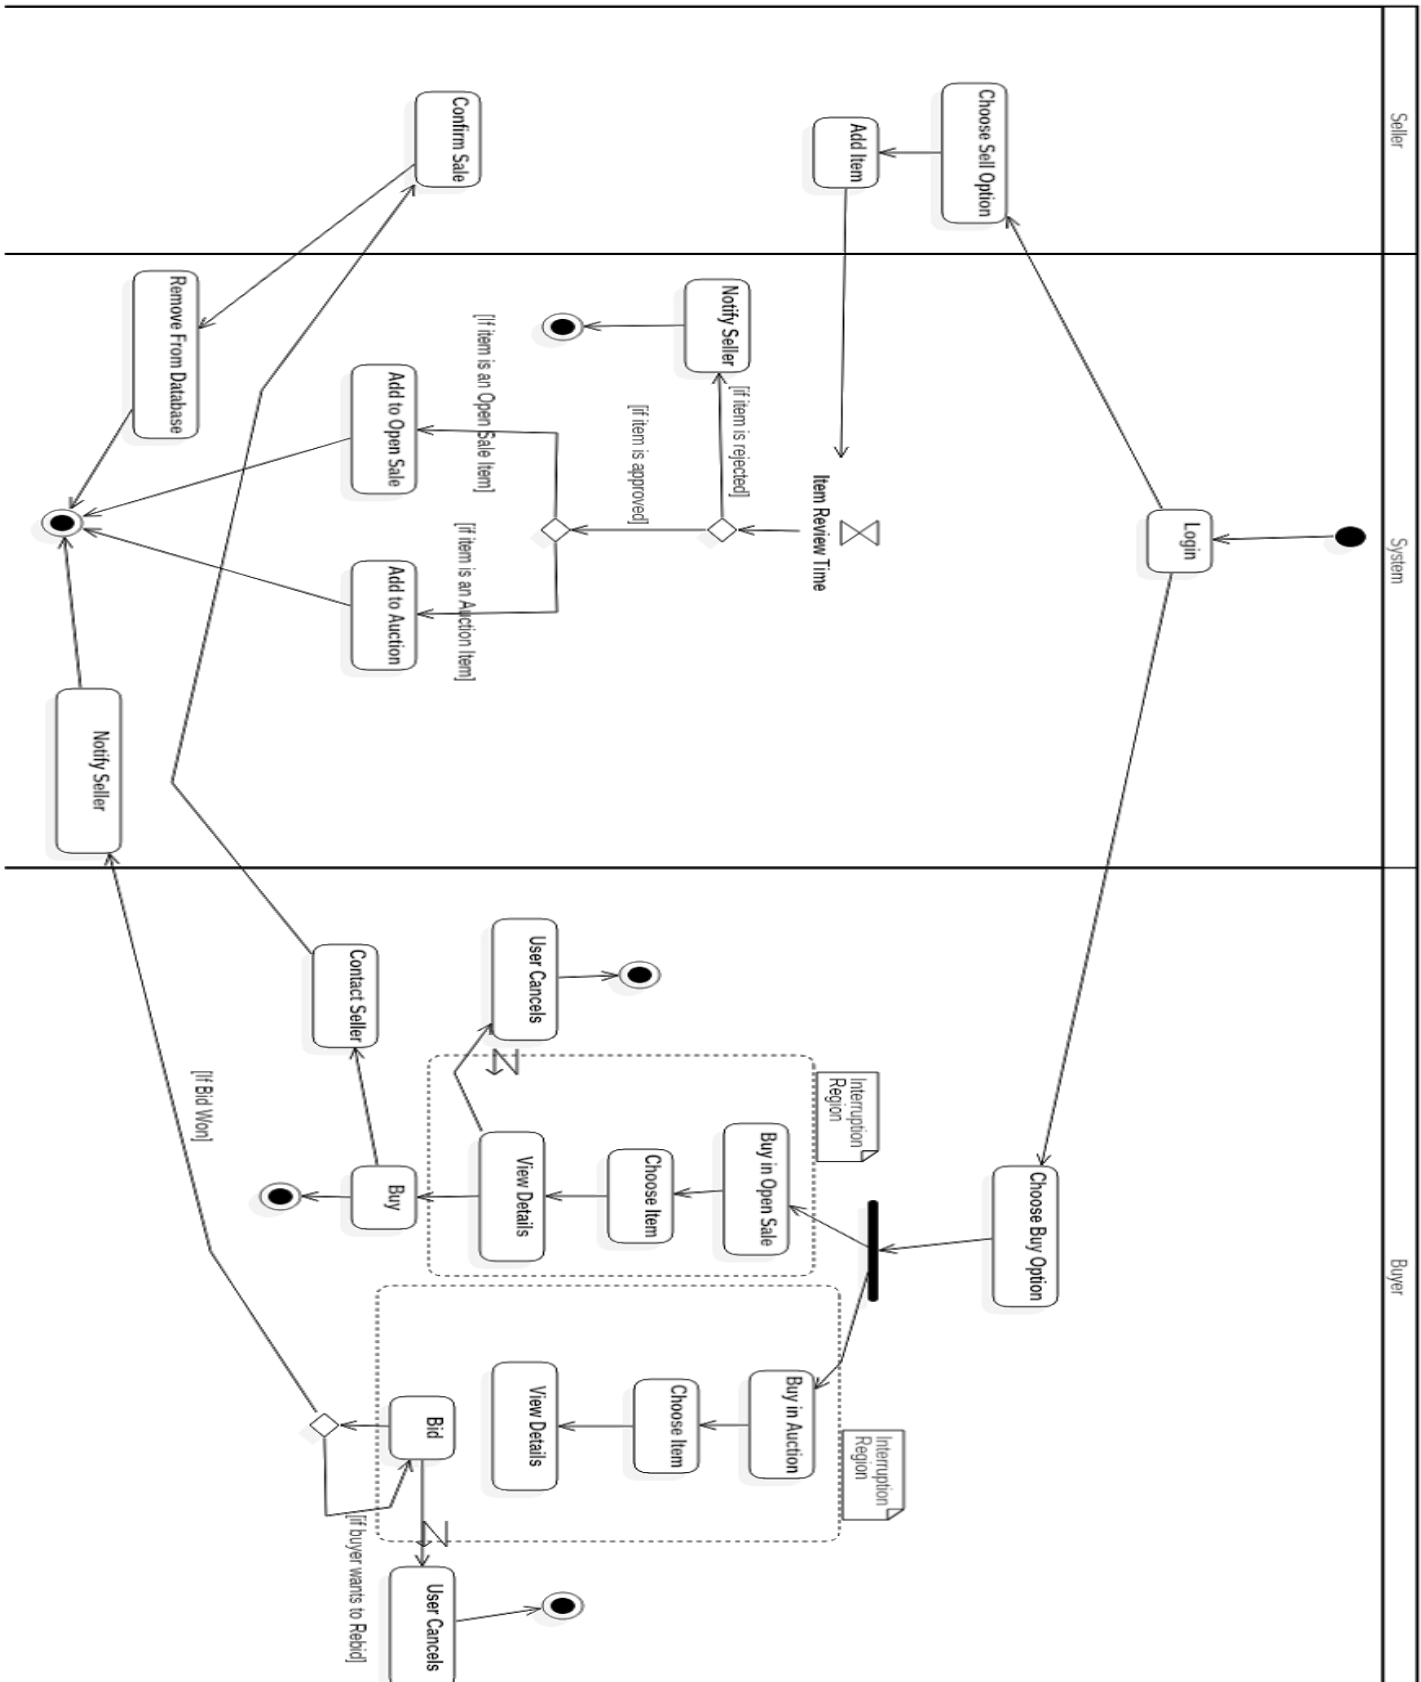 Seller
System
Buyer
Login
Choose Sell Option
Choose Buy Option
Add Item
Item Review Time
[if item is rejected]
Notify Seller
[if item is approved]
[If item is an Open Sale Item]
[if item is an Auction Item]
Add to Open Sale
Add to Auction
Confirm Sale
Remove From Database
Notify Seller
Interruption
Region
Buy in Open Sale
Choose Item
View Details
User Cancels
Buy
Contact Seller
Interruption
Region
Buy in Auction
Choose Item
View Details
Bid
User Cancels
[if buyer wants to Rebid]
[If Bid Won]